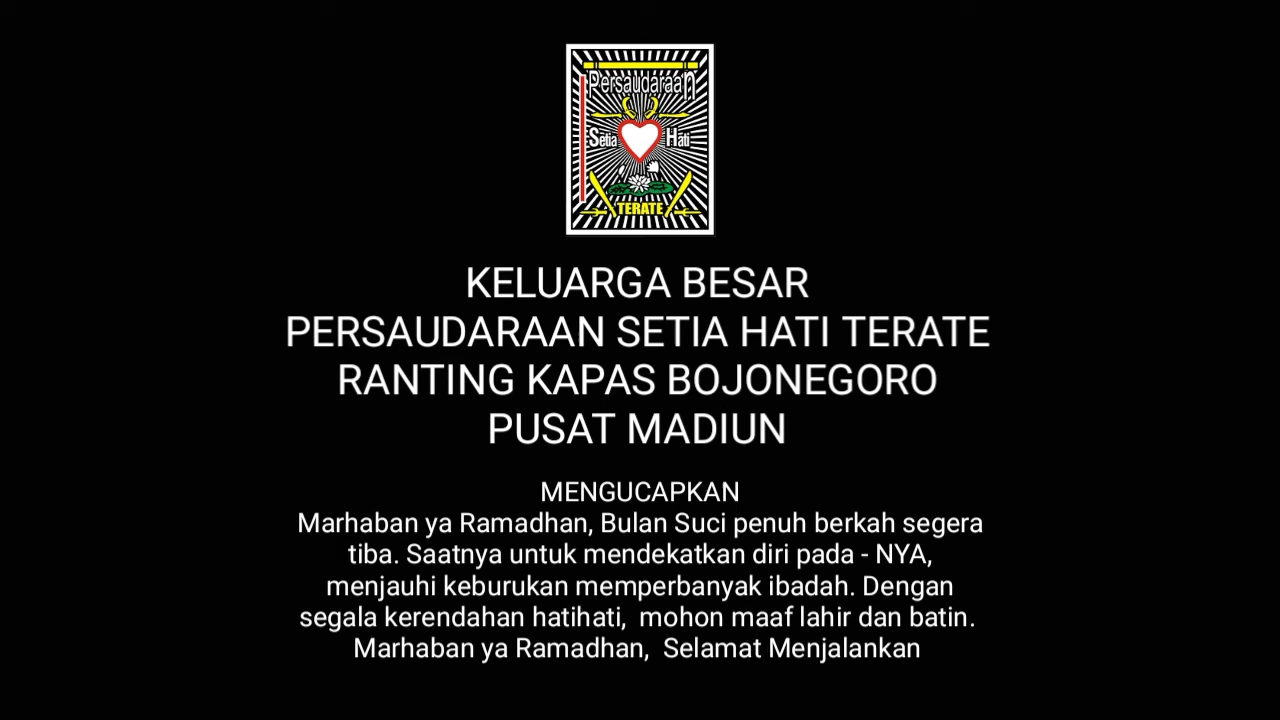 Persaudaraan
Setia Hati
TERATE
KELUARGA BESAR
PERSAUDARAAN SETIA HATI TERATE
RANTING KAPAS BOJONEGORO
PUSAT MADIUN
MENGUCAPKAN
Marhaban ya Ramadhan, Bulan Suci penuh berkah segera
tiba. Saatnya untuk mendekatkan diri pada - NYA,
menjauhi keburukan memperbanyak ibadah. Dengan
segala kerendahan hatihati,  mohon maaf lahir dan batin.
Marhaban ya Ramadhan,  Selamat Menjalankan